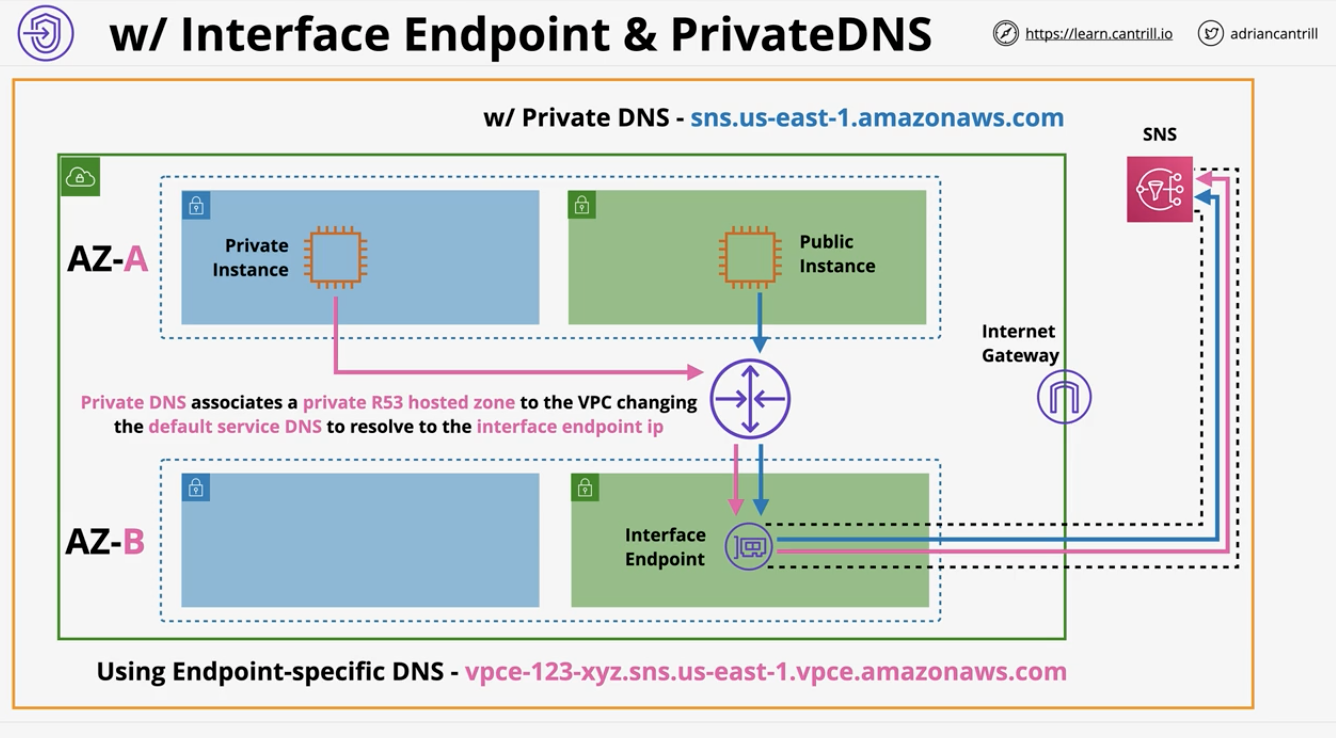 w/ Interface Endpoint & PrivateDNS
https://learn.cantrill.io
adriancantrill
w/ Private DNS - sns.us-east-1.amazonaws.com
SNS
AZ-A
Private
Instance
Public
Instance
Internet
Gateway
Private DNS associates a private R53 hosted zone to the VPC changing
the default service DNS to resolve to the interface endpoint ip
AZ-B
Interface
Endpoint
Using Endpoint-specific DNS - vpce-123-xyz.sns.us-east-1.vpce.amazonaws.com